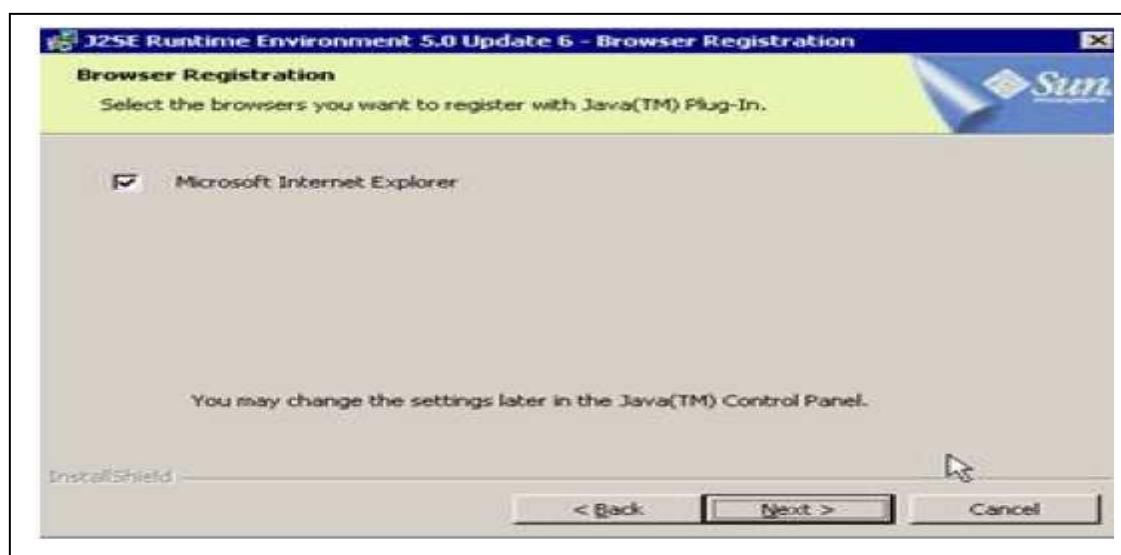 J2SE Runtime Environment 5.0 Update 6 - Browser Registration
Browser Registration
Select the browsers you want to register with Java(TM) Plug-In.
Sun
Microsoft Internet Explorer
You may change the settings later in the Java(TM) Control Panel.
InstallShield
< Back
Next >
Cancel